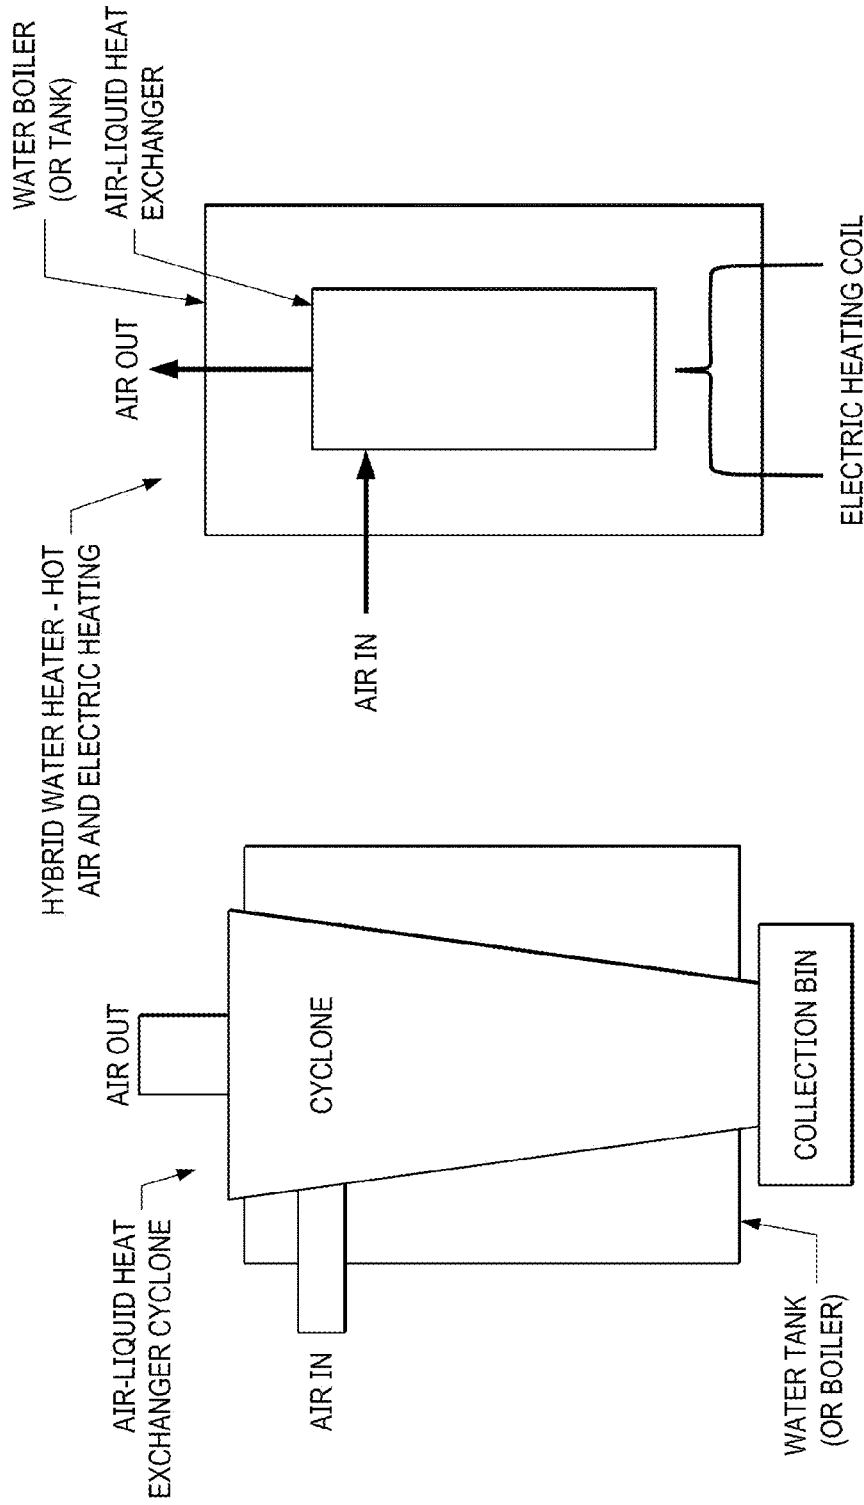 AIR-LIQUID HEAT
EXCHANGER CYCLONE
AIR OUT
AIR IN
CYCLONE
COLLECTION BIN
WATER TANK
(OR BOILER)
HYBRID WATER HEATER - HOT
AIR AND ELECTRIC HEATING
WATER BOILER
(OR TANK)
AIR-LIQUID HEAT
EXCHANGER
AIR OUT
AIR IN
ELECTRIC HEATING COIL